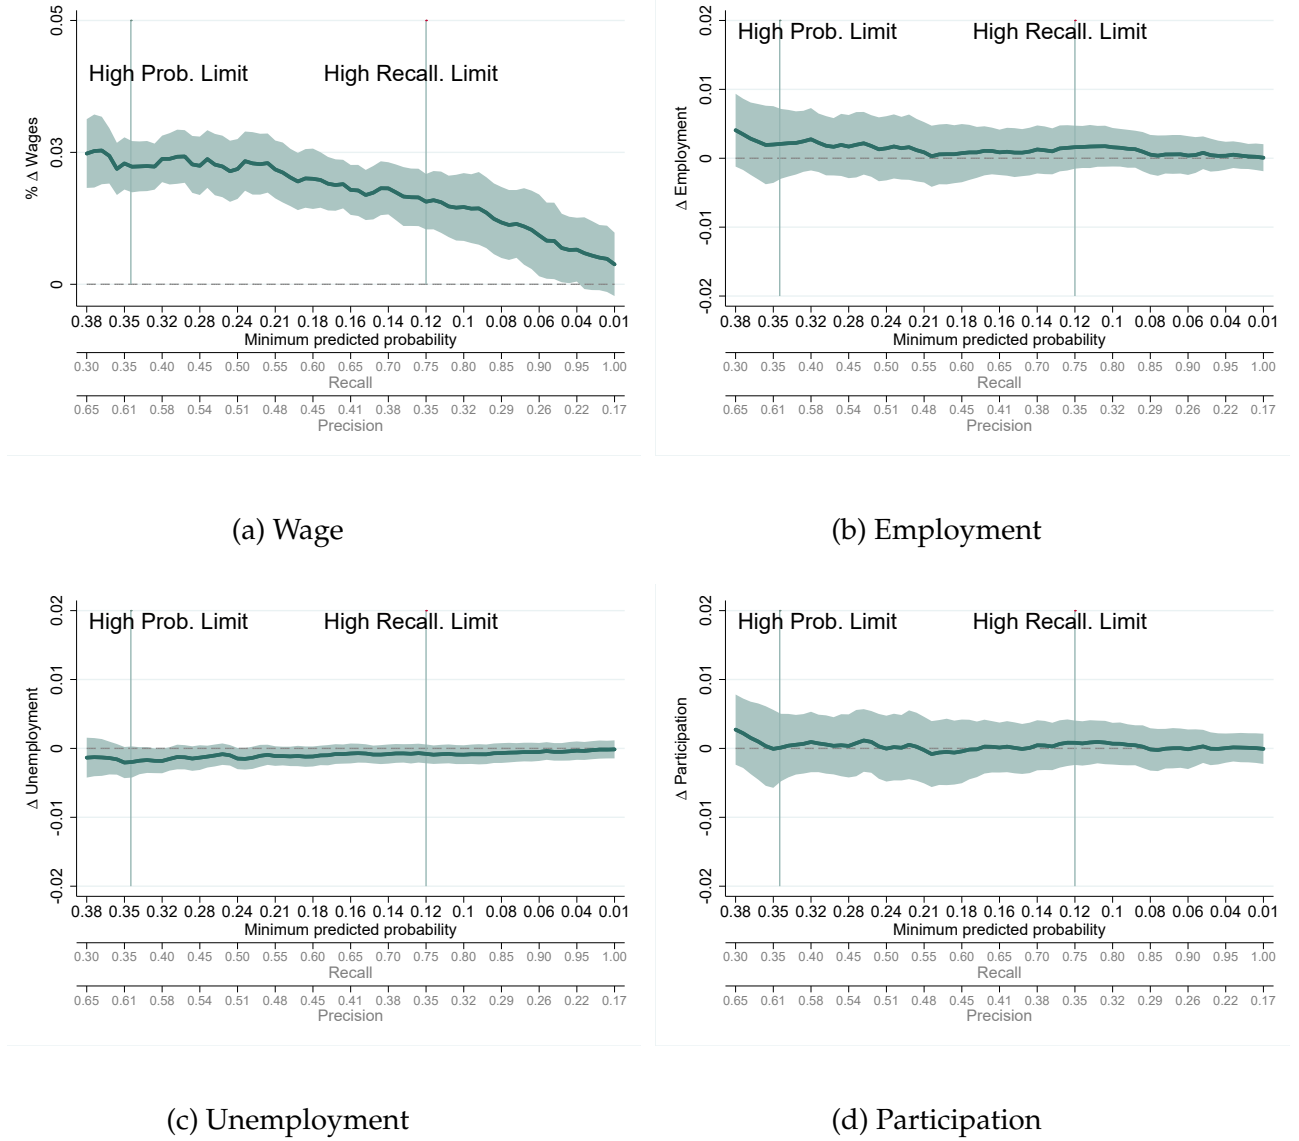 0.05
0.03
0
% Δ Wages
High Prob. Limit
High Recall. Limit
0.38 0.35 0.32 0.28 0.24 0.21 0.18 0.16 0.14 0.12 0.1 0.08 0.06 0.04 0.01
Minimum predicted probability
0.30 0.35 0.40 0.45 0.50 0.55 0.60 0.65 0.70 0.75 0.80 0.85 0.90 0.95 1.00
Recall
0.65 0.61 0.58 0.54 0.51 0.48 0.45 0.41 0.38 0.35 0.32 0.29 0.26 0.22 0.17
Precision
(a) Wage
0.02
0.01
0
-0.01
-0.02
Δ Employment
High Prob. Limit
High Recall. Limit
0.38 0.35 0.32 0.28 0.24 0.21 0.18 0.16 0.14 0.12 0.1 0.08 0.06 0.04 0.01
Minimum predicted probability
0.30 0.35 0.40 0.45 0.50 0.55 0.60 0.65 0.70 0.75 0.80 0.85 0.90 0.95 1.00
Recall
0.65 0.61 0.58 0.54 0.51 0.48 0.45 0.41 0.38 0.35 0.32 0.29 0.26 0.22 0.17
Precision
(b) Employment
0.02
0.01
0
-0.01
-0.02
Δ Unemployment
High Prob. Limit
High Recall. Limit
0.38 0.35 0.32 0.28 0.24 0.21 0.18 0.16 0.14 0.12 0.1 0.08 0.06 0.04 0.01
Minimum predicted probability
0.30 0.35 0.40 0.45 0.50 0.55 0.60 0.65 0.70 0.75 0.80 0.85 0.90 0.95 1.00
Recall
0.65 0.61 0.58 0.54 0.51 0.48 0.45 0.41 0.38 0.35 0.32 0.29 0.26 0.22 0.17
Precision
(c) Unemployment
0.02
0.01
0
-0.01
-0.02
Δ Participation
High Prob. Limit
High Recall. Limit
0.38 0.35 0.32 0.28 0.24 0.21 0.18 0.16 0.14 0.12 0.1 0.08 0.06 0.04 0.01
Minimum predicted probability
0.30 0.35 0.40 0.45 0.50 0.55 0.60 0.65 0.70 0.75 0.80 0.85 0.90 0.95 1.00
Recall
0.65 0.61 0.58 0.54 0.51 0.48 0.45 0.41 0.38 0.35 0.32 0.29 0.26 0.22 0.17
Precision
(d) Participation